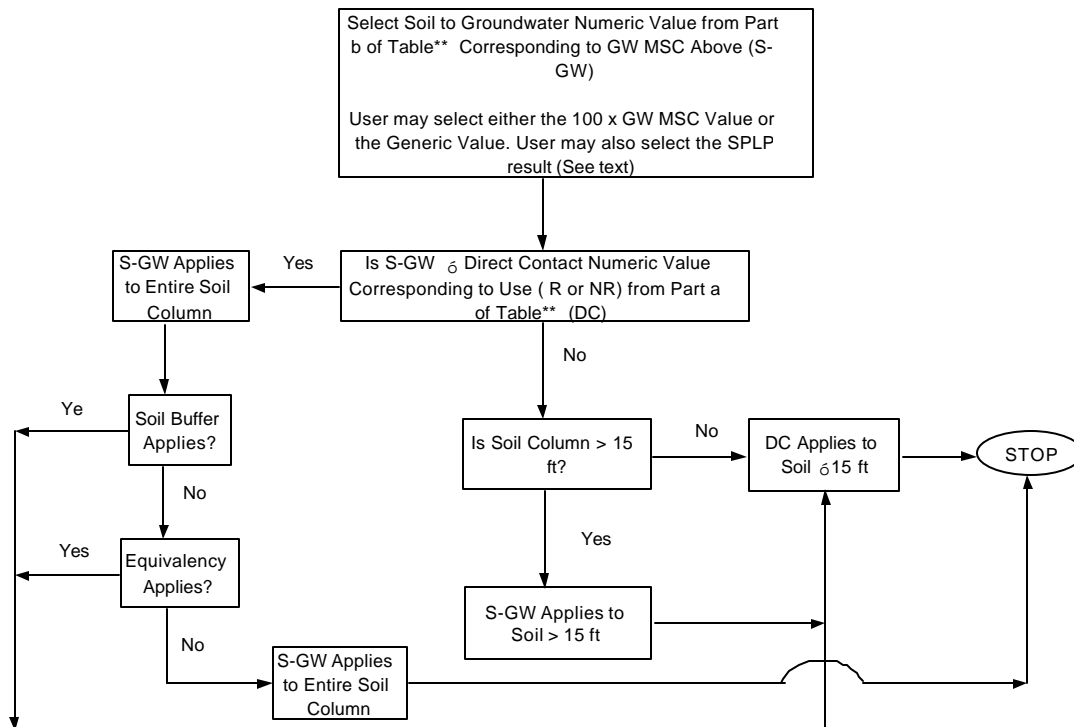 Select Soil to Groundwater Numeric Value from Part
b of Table** Corresponding to GW MSC Above (S-
GW)
User may select either the 100 x GW MSC Value or
the Generic Value. User may also select the SPLP
result (See text)
S-GW Applies
to Entire Soil
Column
Yes
Is S-GW ó Direct Contact Numeric Value
Corresponding to Use ( R or NR) from Part a
of Table** (DC)
No
Ye
Soil Buffer
Applies?
No
Is Soil Column > 15
ft?
No
DC Applies to
Soil ó15 ft
STOP
Yes
Yes
Equivalency
Applies?
No
S-GW Applies to
Soil > 15 ft
S-GW Applies
to Entire Soil
Column